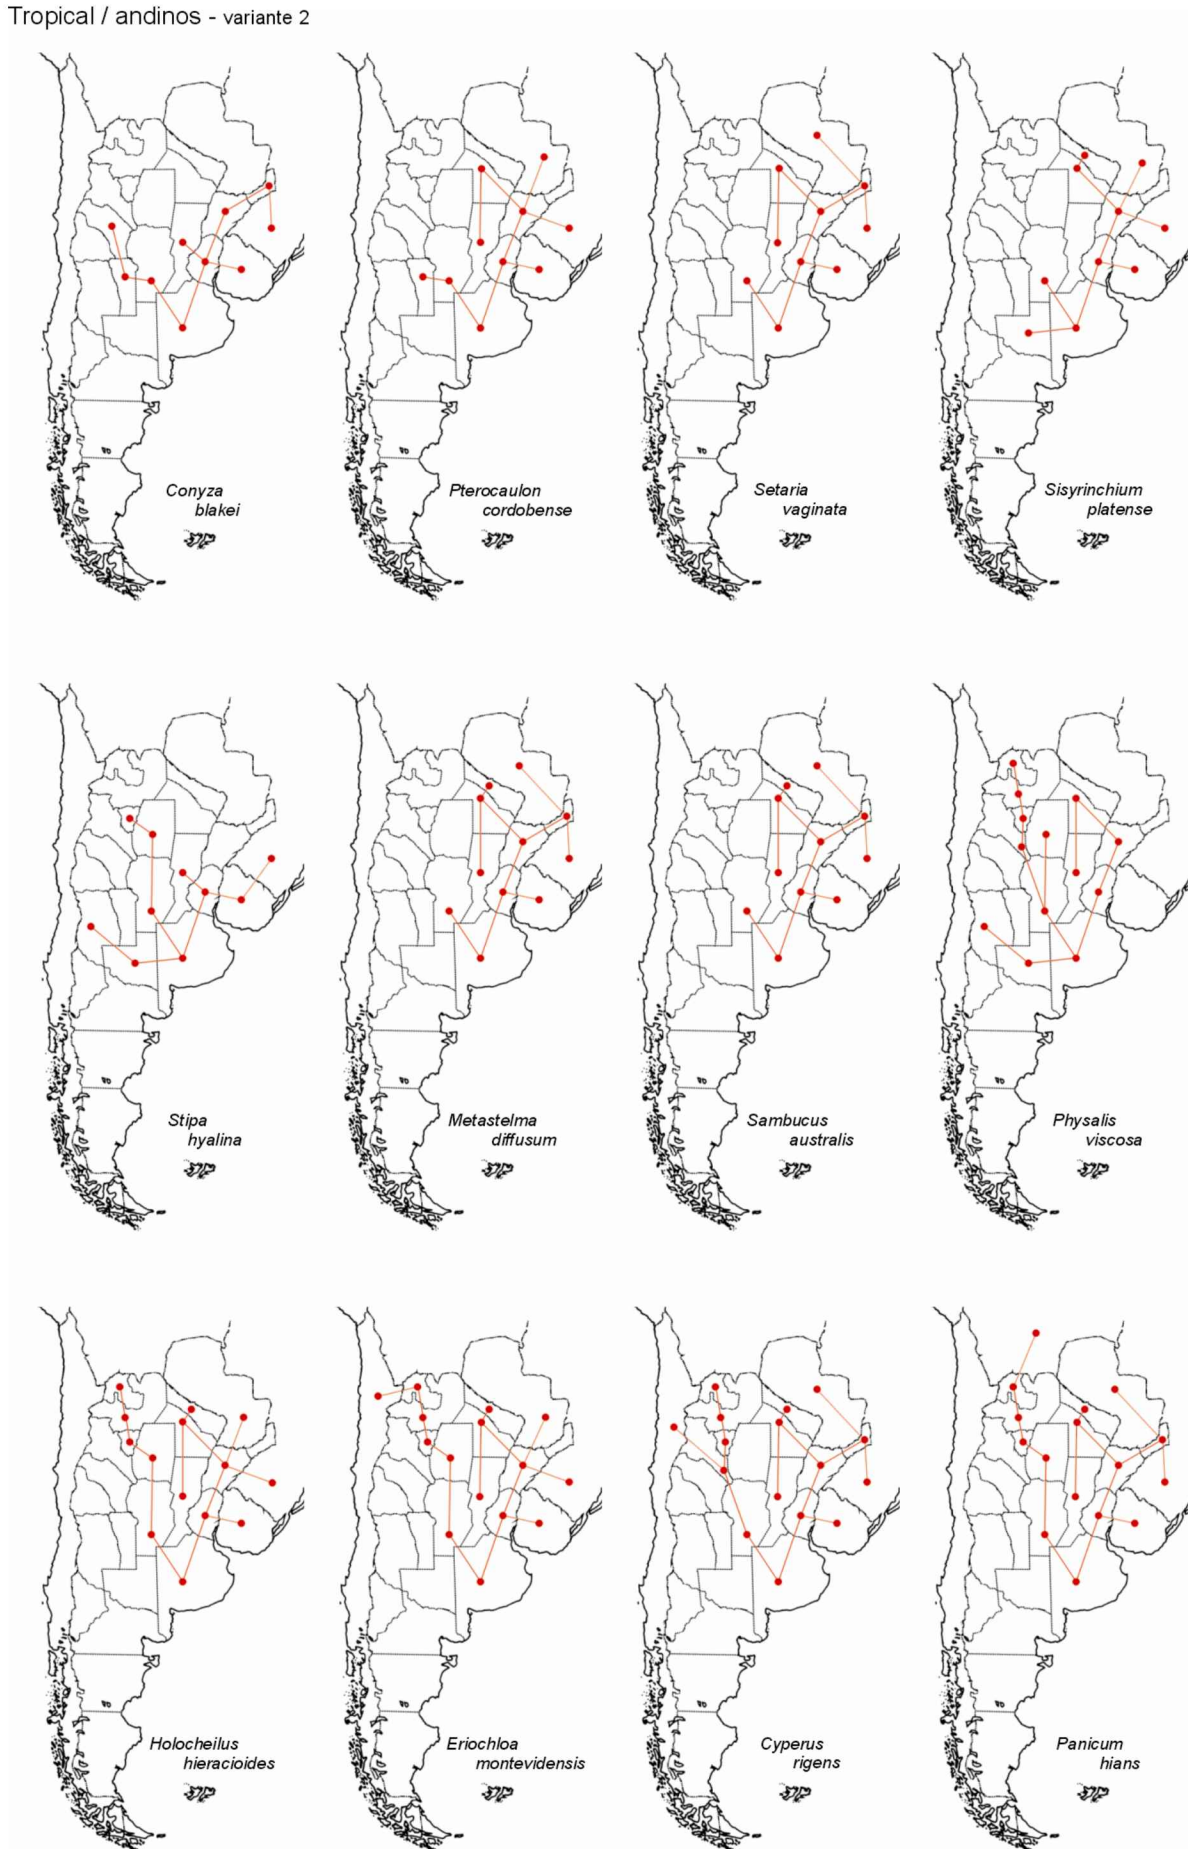 Tropical / andinos - variante 2
Conyza
blakei
Pterocaulon
cordobense
Setaria
vaginata
Sisyrinchium
platense
Stipa
hyalina
Metastelma
diffusum
Sambucus
australis
Physalis
viscosa
Holocheilus
hieracioides
Eriochloa
montevidensis
Cyperus
rigens
Panicum
hians